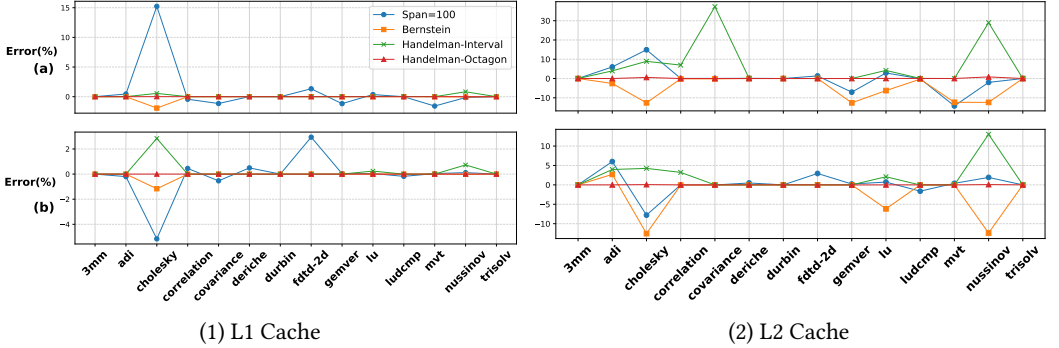 15
10
5
0
Error(%)
(a)
Span=100
Bernstein
Handelman-Interval
Handelman-Octagon
30
20
10
0
−10
2
0
−2
−4
Error(%)
(b)
10
5
0
−5
−10
3mm
adi
cholesky
correlation
covariance
deriche
durbin
fdtd-2d
gemver
lu
ludcmp
mvt
nussinov
trisolv
3mm
adi
cholesky
correlation
covariance
deriche
durbin
fdtd-2d
gemver
lu
ludcmp
mvt
nussinov
trisolv
(1) L1 Cache
(2) L2 Cache